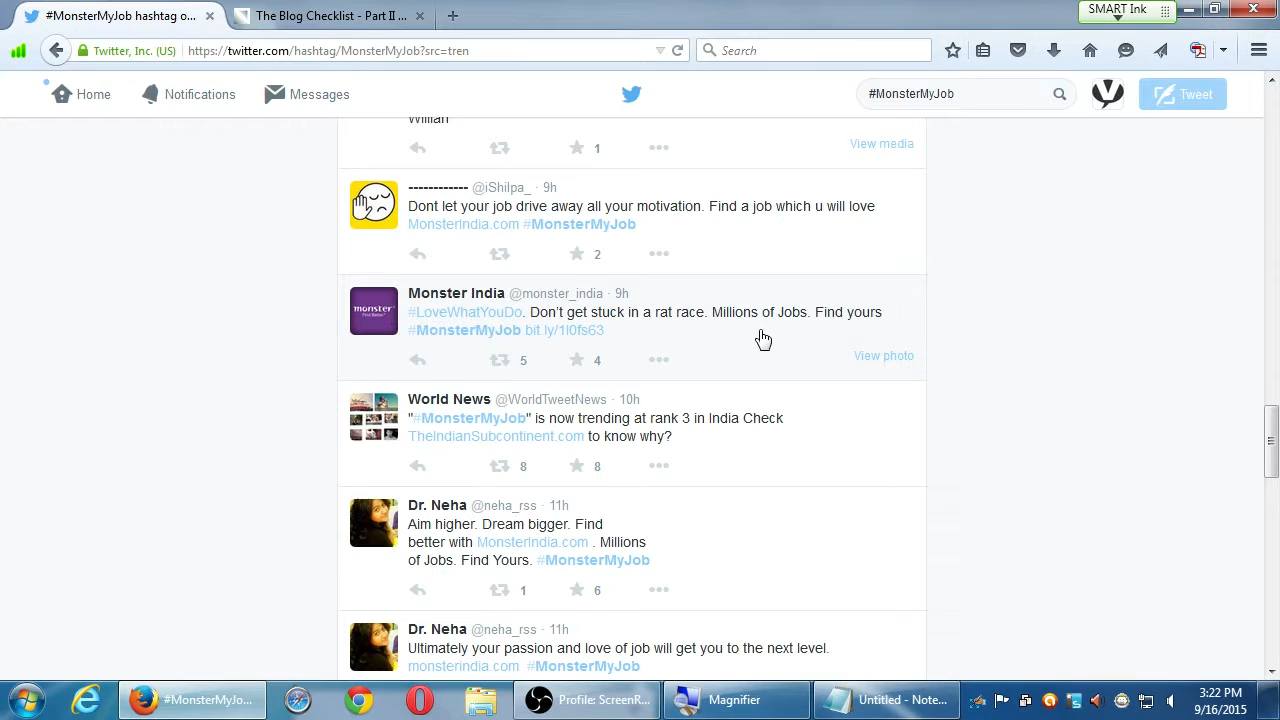 #MonsterMyJob hashtag o...
The Blog Checklist - Part II ...
SMART Ink
Twitter, Inc. (US)
https://twitter.com/hashtag/MonsterMyJob?src=tren
Search
Home
Notifications
Messages
#MonsterMyJob
Tweet
Willian
1
View media
------------ @iShilpa_ · 9h
Dont let your job drive away all your motivation. Find a job which u will love
MonsterIndia.com #MonsterMyJob
2
monster
Find Better.
Monster India @monster_india · 9h
#LoveWhatYouDo. Don't get stuck in a rat race. Millions of Jobs. Find yours
#MonsterMyJob bit.ly/1I0fs63
5 4
View photo
World News @WorldTweetNews · 10h
"#MonsterMyJob" is now trending at rank 3 in India Check
TheIndianSubcontinent.com to know why?
8 8
Dr. Neha @neha_rss · 11h
Aim higher. Dream bigger. Find
better with MonsterIndia.com . Millions
of Jobs. Find Yours. #MonsterMyJob
1 6
Dr. Neha @neha_rss · 11h
Ultimately your passion and love of job will get you to the next level.
monsterindia.com #MonsterMyJob
#MonsterMyJo...
Profile: ScreenR...
Magnifier
Untitled - Note...
3:22 PM
9/16/2015